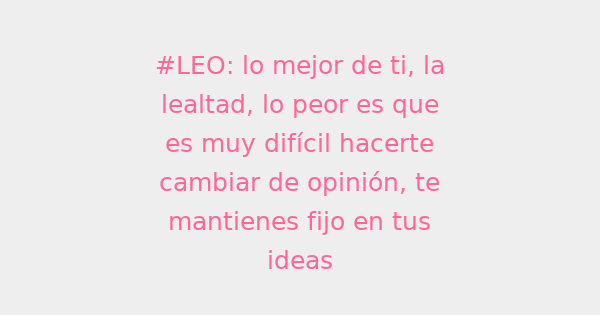 #LEO: lo mejor de ti, la
lealtad, lo peor es que
es muy difícil hacerte
cambiar de opinión, te
mantienes fijo en tus
ideas